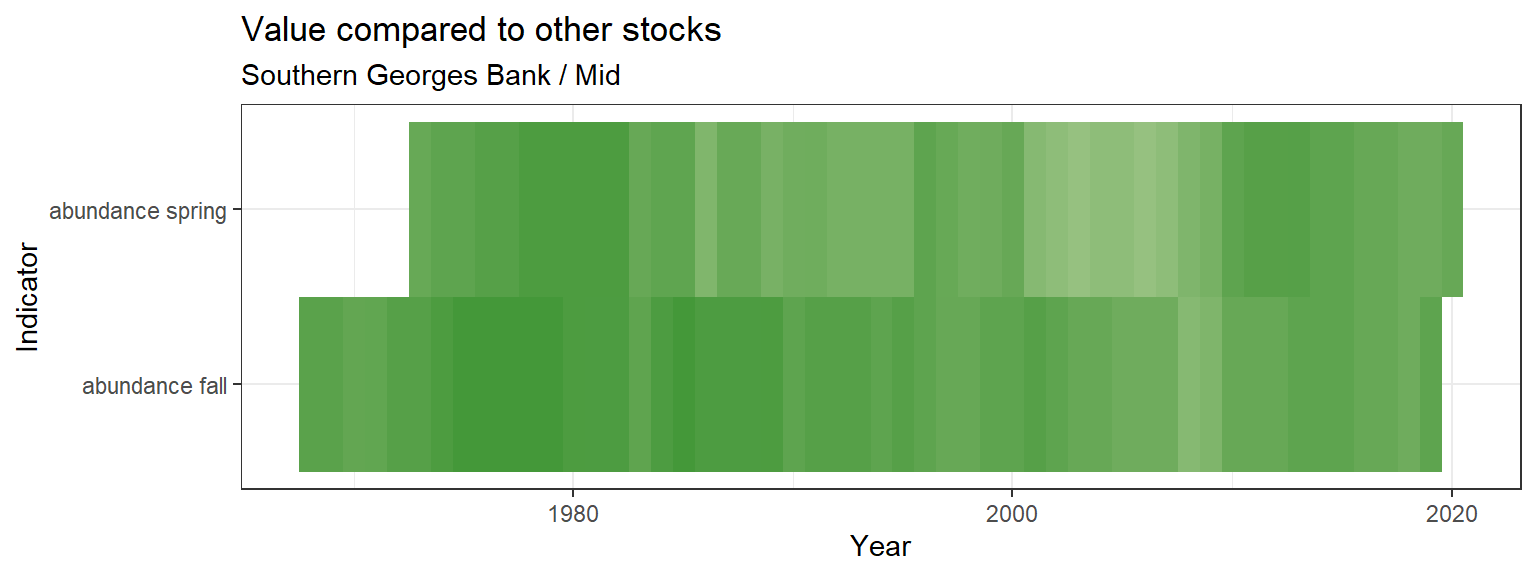 Value compared to other stocks
Southern Georges Bank / Mid
Indicator
abundance spring
abundance fall
1980 2000 2020
Year